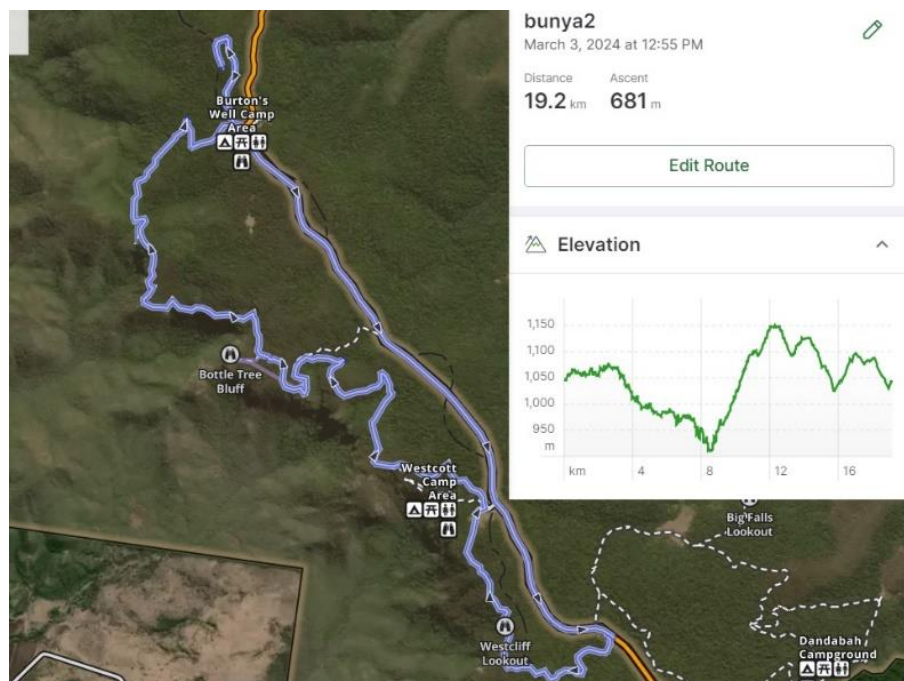 bunya2
March 3, 2024 at 12:55 PM
Distance
Ascent
19.2 km
681 m
Edit Route
Elevation
1,150
1,100
1,050
1,000
950
m
km
4
8
12
16
Burton's
Well Camp
Area
Bottle Tree
Bluff
Westcott
Camp
Area
Big Falls
Lookout
Westcliff
Lookout
Dandabah
Campground